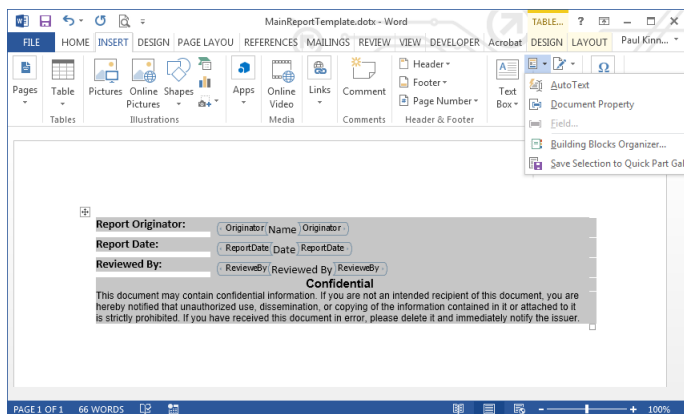 MainReportTemplate.dotx - Word
TABLE...
?
FILE HOME INSERT DESIGN PAGE LAYOU REFERENCES MAILINGS REVIEW VIEW DEVELOPER Acrobat DESIGN LAYOUT Paul Kinn...
Pages
Table
Pictures
Online Pictures
Shapes
Apps
Online Video
Links
Comment
Header
Footer
Page Number
Text Box
Tables
Illustrations
Media
Comments
Header & Footer
AutoText
Document Property
Field...
Building Blocks Organizer...
Save Selection to Quick Part Gal
Report Originator: Originator Name Originator
Report Date: ReportDate Date ReportDate
Reviewed By: RevieweBy Reviewed By RevieweBy
Confidential
This document may contain confidential information. If you are not an intended recipient of this document, you are
hereby notified that unauthorized use, dissemination, or copying of the information contained in it or attached to it
is strictly prohibited. If you have received this document in error, please delete it and immediately notify the issuer.
PAGE 1 OF 1 66 WORDS 100%